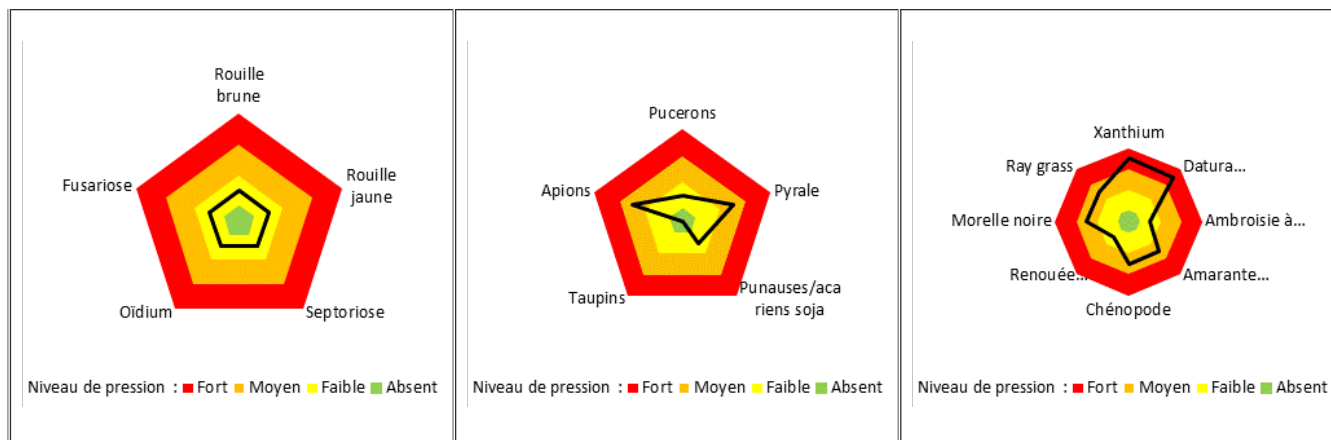 Rouille
brune
Fusariose
Rouille
jaune
Oïdium
Septoriose
Niveau de pression : Fort Moyen Faible Absent
Pucerons
Apions
Pyrale
Taupins
Punauses/aca
riens soja
Niveau de pression : Fort Moyen Faible Absent
Xanthium
Ray grass
Datura...
Morelle noire
Ambroisie à...
Renouée...
Amarante...
Chénopode
Niveau de pression : Fort Moyen Faible Absent